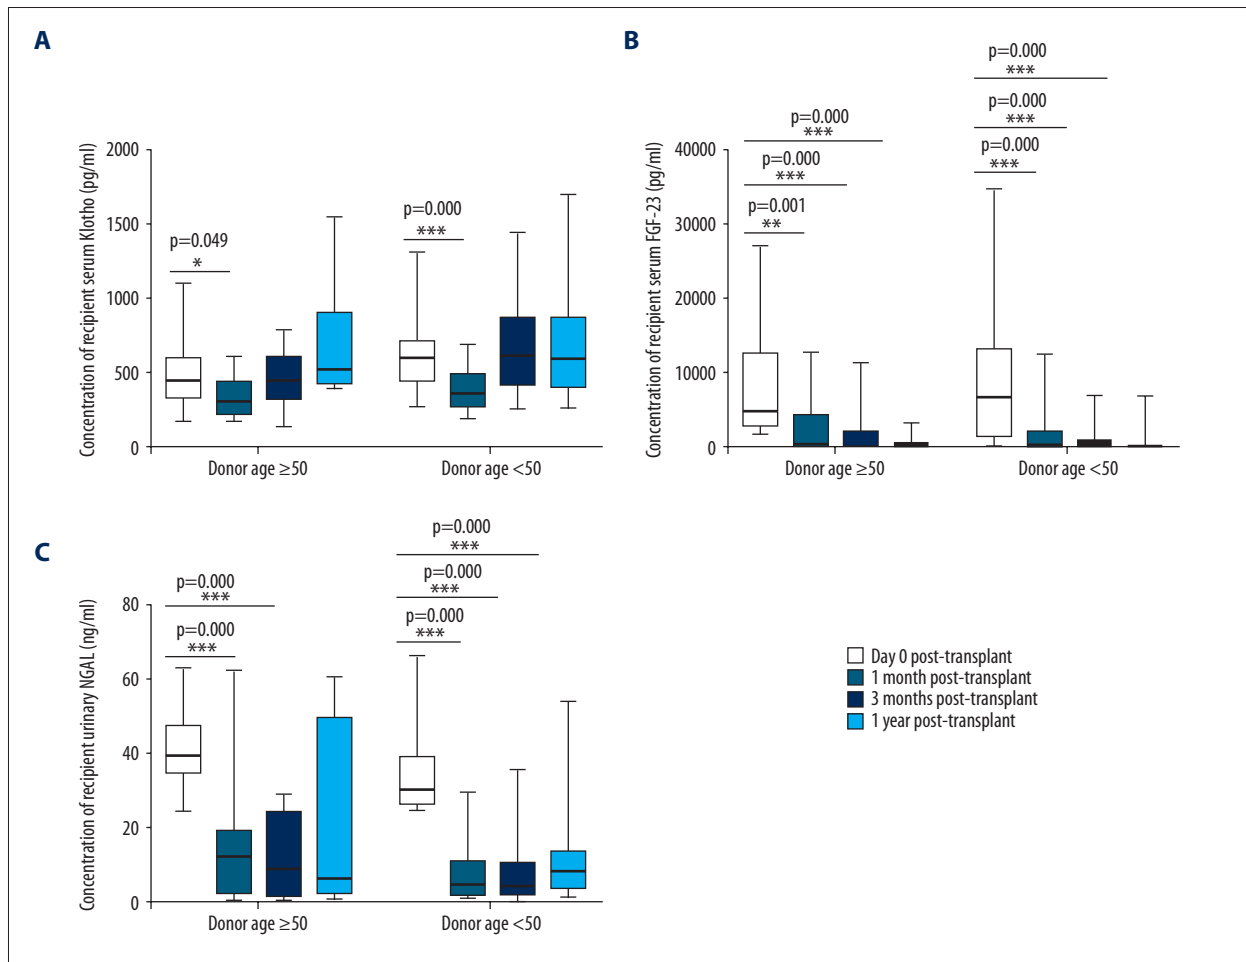 A
Concentration of recipient serum Klotho (pg/ml)
2000
1500
1000
500
0
p=0.049
*
p=0.000
***
Donor age ≥50
Donor age <50
B
Concentration of recipient serum FGF-23 (pg/ml)
40000
30000
20000
10000
0
p=0.000
***
p=0.000
***
p=0.001
**
p=0.000
***
p=0.000
***
p=0.000
***
Donor age ≥50
Donor age <50
C
Concentration of recipient urinary NGAL (ng/ml)
80
60
40
20
0
p=0.000
***
p=0.000
***
p=0.000
***
p=0.000
***
p=0.000
***
Donor age ≥50
Donor age <50
Day 0 post-transplant
1 month post-transplant
3 months post-transplant
1 year post-transplant